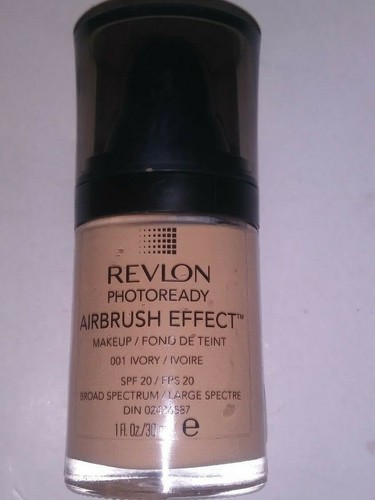 REVLON
PHOTOREADY
AIRBRUSH EFFECT™
MAKEUP / FOND DE TEINT
001 IVORY / IVOIRE
SPF 20 / FPS 20
BROAD SPECTRUM / LARGE SPECTRE
DIN
1 Fl. Oz./30 e